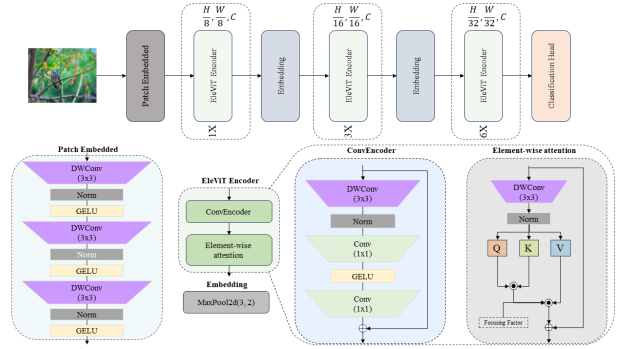 H/8, W/8, C
H/16, W/16, C
H/32, W/32, C
Patch Embedded
EleViT Encoder
Embedding
EleViT Encoder
Embedding
EleViT Encoder
Classification Head
1X
3X
6X
Patch Embedded
DWConv
(3x3)
Norm
GELU
DWConv
(3x3)
Norm
GELU
DWConv
(3x3)
Norm
GELU
EleViT Encoder
ConvEncoder
Element-wise
attention
Embedding
MaxPool2d(3, 2)
ConvEncoder
DWConv
(3x3)
Norm
Conv
(1x1)
GELU
Conv
(1x1)
Element-wise attention
DWConv
(3x3)
Norm
Q K V
Focusing Factor